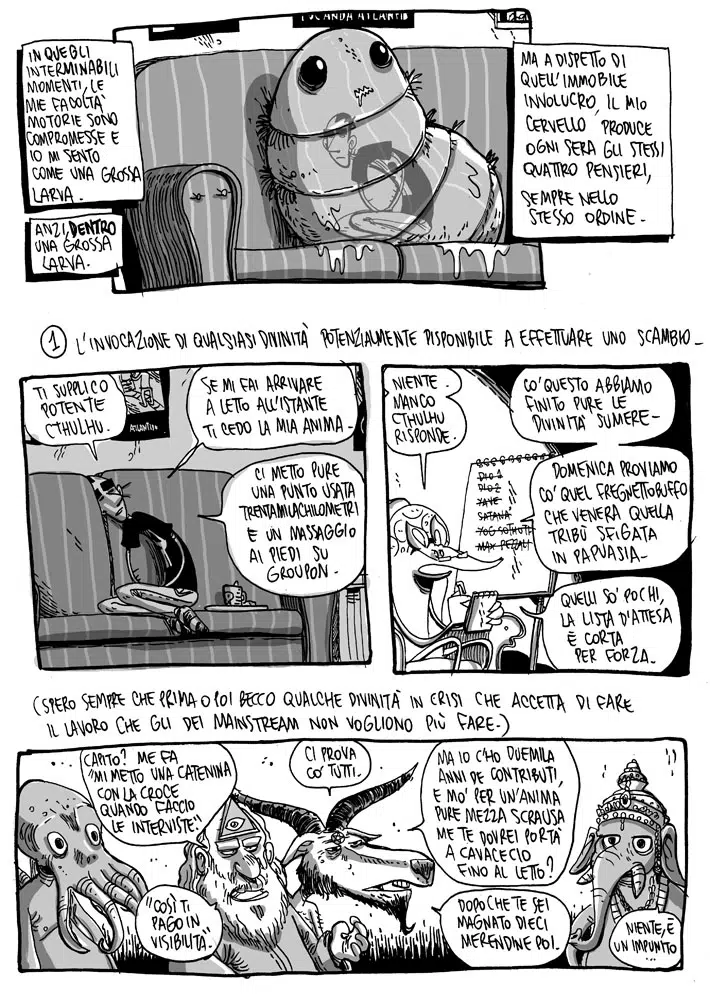 LOCANDA ATLANTIS
IN QUEGLI
INTERMINABILI
MOMENTI, LE
MIE FACOLTÀ
MOTORIE SONO
COMPROMESSE E
IO MI SENTO
COME UNA GROSSA
LARVA.
ANZI, DENTRO
UNA GROSSA
LARVA.
MA A DISPETTO DI
QUELL'IMMOBILE
INVOLUCRO, IL MIO
CERVELLO PRODUCE
OGNI SERA GLI STESSI
QUATTRO PENSIERI,
SEMPRE NELLO
STESSO ORDINE-
1 L'INVOCAZIONE DI QUALSIASI DIVINITÀ POTENZIALMENTE DISPONIBILE A EFFETTUARE UNO SCAMBIO-
TI SUPPLICO
POTENTE
CTHULHU.
ATLANTIS
SE MI FAI ARRIVARE
A LETTO ALL'ISTANTE
TI CEDO LA MIA ANIMA.
CI METTO PURE
UNA PUNTO USATA
TRENTAMILACHILOMETRI
E UN MASSAGGIO
AI PIEDI SU
GROUPON.
NIENTE.
MANCO
CTHULHU
RISPONDE.
CO' QUESTO ABBIAMO
FINITO PURE LE
DIVINITÀ SUMERE-
DIO 1
DIO 2
YAVE
SATANA
YOG SOTHOTH
MAX PEZZALI
DOMENICA PROVIAMO
CO' QUEL FREGNETTO BUFFO
CHE VENERA QUELLA
TRIBÙ SFIGATA
IN PAPUASIA-
QUELLI SO' POCHI,
LA LISTA D'ATTESA
È CORTA
PER FORZA.
(SPERO SEMPRE CHE PRIMA O POI BECCO QUALCHE DIVINITÀ IN CRISI CHE ACCETTA DI FARE
IL LAVORO CHE GLI DEI MAINSTREAM NON VOGLIONO PIÙ FARE.)
CAPITO? ME FA
"MI METTO UNA CATENINA
CON LA CROCE
QUANDO FACCIO
LE INTERVISTE"
"COSÌ TI
PAGO IN
VISIBILITÀ."
CI PROVA
CO' TUTTI.
MA IO C'HO DUEMILA
ANNI DE CONTRIBUTI,
E MO' PER UN'ANIMA
PURE MEZZA SCRAUSA
ME TE DOVREI PORTÀ
A CAVACECIO
FINO AL LETTO?
DOPO CHE TE SEI
MAGNATO DIECI
MERENDINE POI.
NIENTE, È
UN IMPUNITO